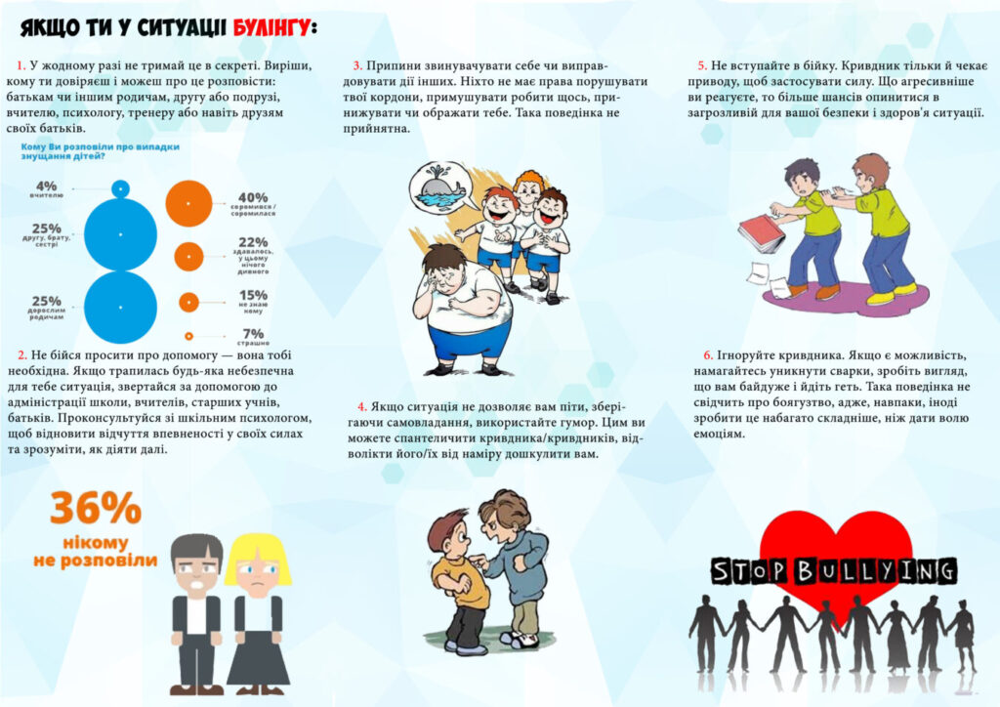 ЯКЩО ТИ У СИТУАЦІЇ БУЛІНГУ:
1. У жодному разі не тримай це в секреті. Виріши,
кому ти довіряєш і можеш про це розповісти:
батькам чи іншим родичам, другу або подрузі,
вчителю, психологу, тренеру або навіть друзям
своїх батьків.
Кому Ви розповіли про випадки
знущання дітей?
4%
вчителю
25%
другу, брату,
сестрі
25%
дорослим
родичам
40%
соромився /
соромилася
22%
здавалось,
у цьому
нічого
дивного
15%
не знаю
кому
7%
страшно
2. Не бійся просити про допомогу — вона тобі
необхідна. Якщо трапилась будь-яка небезпечна
для тебе ситуація, звертайся за допомогою до
адміністрації школи, вчителів, старших учнів,
батьків. Проконсультуйся зі шкільним психологом,
щоб відновити відчуття впевненості у своїх силах
та зрозуміти, як діяти далі.
36%
нікому
не розповіли
3. Припини звинувачувати себе чи виправ-
довувати дії інших. Ніхто не має права порушувати
твої кордони, примушувати робити щось, при-
нижувати чи ображати тебе. Така поведінка не
прийнятна.
4. Якщо ситуація не дозволяє вам піти, збері-
гаючи самовладання, використайте гумор. Цим ви
можете спантеличити кривдника/кривдників, від-
волікти його/їх від наміру дошкулити вам.
5. Не вступайте в бійку. Кривдник тільки й чекає
приводу, щоб застосувати силу. Що агресивніше
ви реагуєте, то більше шансів опинитися в
загрозливій для вашої безпеки і здоров'я ситуації.
6. Ігноруйте кривдника. Якщо є можливість,
намагайтесь уникнути сварки, зробіть вигляд,
що вам байдуже і йдіть геть. Така поведінка не
свідчить про боягузтво, адже, навпаки, іноді
зробити це набагато складніше, ніж дати волю
емоціям.
STOP BULLYING